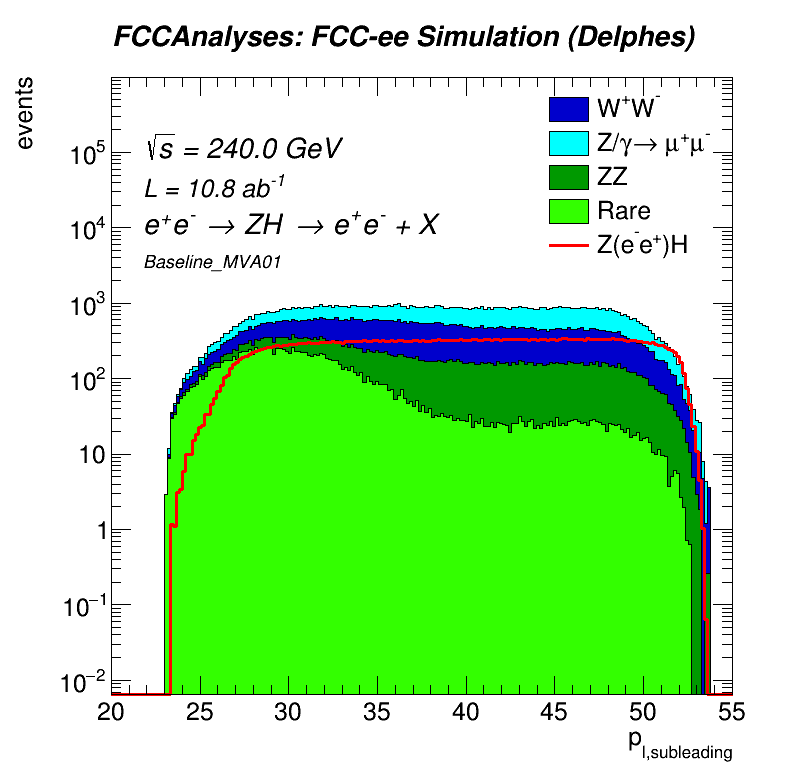 FCCAnalyses: FCC-ee Simulation (Delphes)
events
√s = 240.0 GeV
L = 10.8 ab⁻¹
e⁺e⁻ → ZH → e⁺e⁻ + X
Baseline_MVA01
W⁺W⁻
Z/γ→ μ⁺μ⁻
ZZ
Rare
Z(e⁻e⁺)H
10⁵
10⁴
10³
10²
10
1
10⁻¹
10⁻²
20 25 30 35 40 45 50 55
p_l,subleading